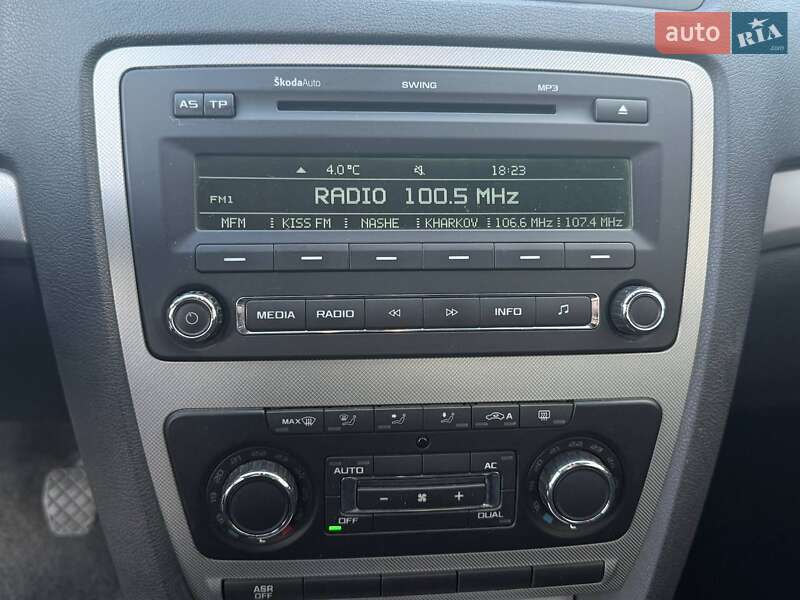 auto RIA .com
ŠkodaAuto SWING MP3
AS TP
4.0 °C 18:23
FM1 RADIO 100.5 MHz
MFM KISS FM NASHE KHARKOV 106.6 MHz 107.4 MHz
MEDIA RADIO INFO
MAX A
AUTO AC
OFF DUAL
ASR
OFF